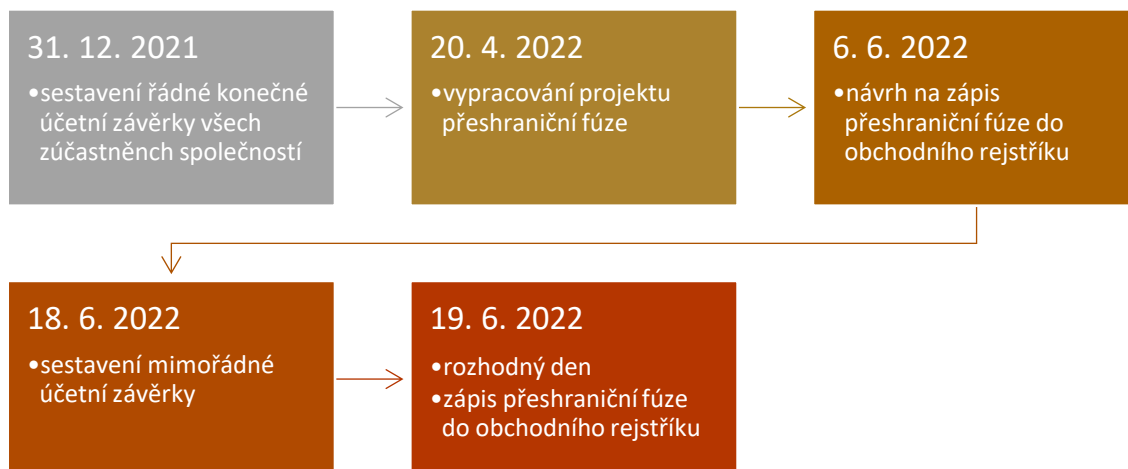 31. 12. 2021
•sestavení řádné konečné
účetní závěrky všech
zúčastněnch společností
20. 4. 2022
•vypracování projektu
přeshraniční fúze
6. 6. 2022
•návrh na zápis
přeshraniční fúze do
obchodního rejstříku
18. 6. 2022
•sestavení mimořádné
účetní závěrky
19. 6. 2022
•rozhodný den
•zápis přeshraniční fúze
do obchodního rejstříku